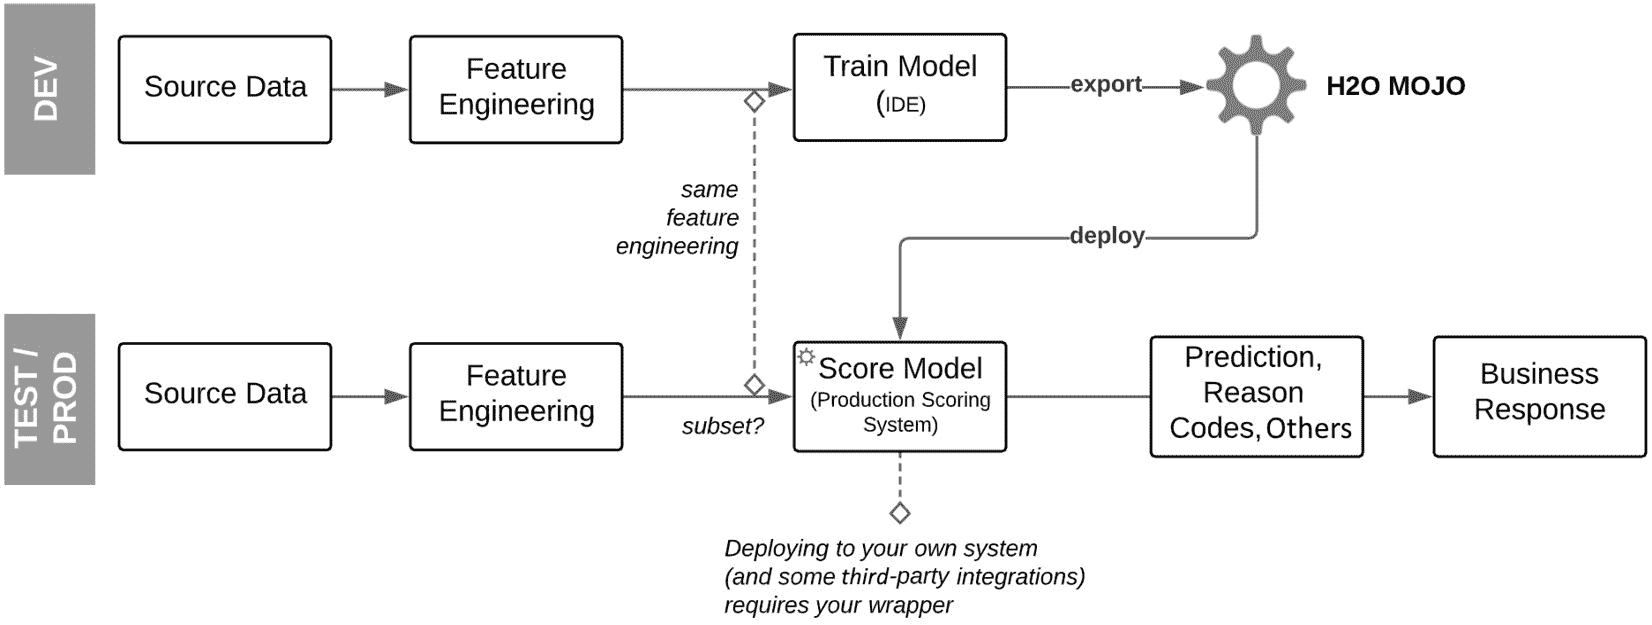 DEV
Source Data
Feature
Engineering
Train Model
(IDE)
export
H2O MOJO
same
feature
engineering
deploy
TEST /
PROD
Source Data
Feature
Engineering
subset?
Score Model
(Production Scoring
System)
Prediction,
Reason
Codes, Others
Business
Response
Deploying to your own system
(and some third-party integrations)
requires your wrapper